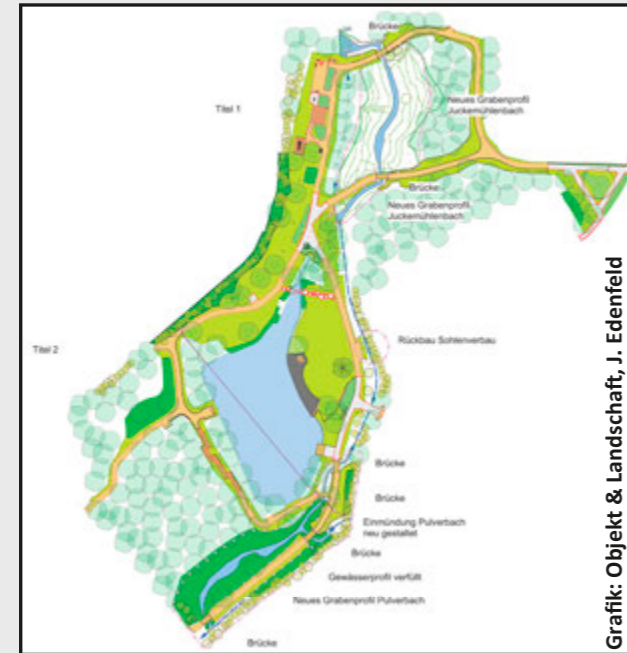 Brücke
Titel 1
Neues Grabenprofil
Juckemühlenbach
Brücke
Neues Grabenprofil
Juckemühlenbach
Rückbau Sohlenverbau
Titel 2
Brücke
Brücke
Einmündung Pulverbach
neu gestaltet
Brücke
Gewässerprofil verfüllt
Neues Grabenprofil Pulverbach
Brücke
Grafik: Objekt & Landschaft, J. Edenfeld